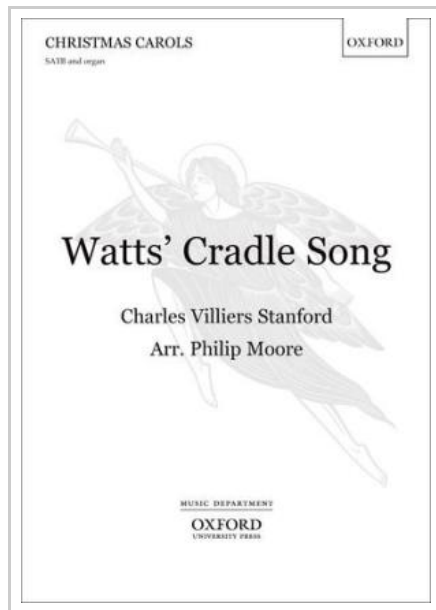 CHRISTMAS CAROLS
OXFORD
SATB and organ
Watts’ Cradle Song
Charles Villiers Stanford
Arr. Philip Moore
MUSIC DEPARTMENT
OXFORD
UNIVERSITY PRESS